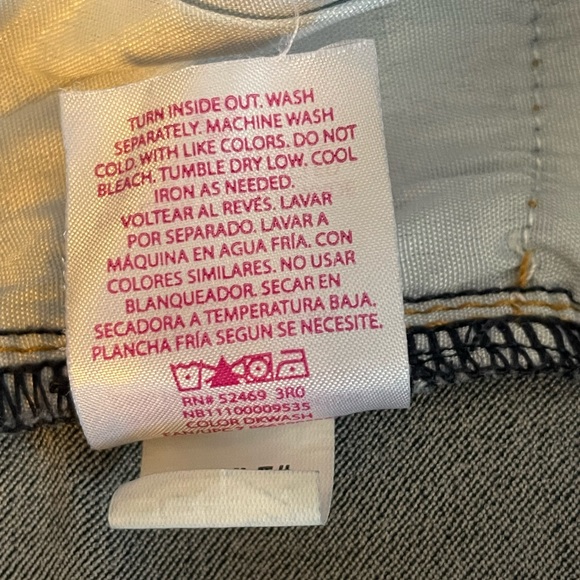 TURN INSIDE OUT. WASH
SEPARATELY. MACHINE WASH
COLD. WITH LIKE COLORS. DO NOT
BLEACH. TUMBLE DRY LOW. COOL
IRON AS NEEDED.
VOLTEAR AL REVÉS. LAVAR
POR SEPARADO. LAVAR A
MÁQUINA EN AGUA FRÍA. CON
COLORES SIMILARES. NO USAR
BLANQUEADOR. SECAR EN
SECADORA A TEMPERATURA BAJA.
PLANCHA FRÍA SEGUN SE NECESITE.
RN# 52469 3R0
NB11100009535
COLOR DKWASH